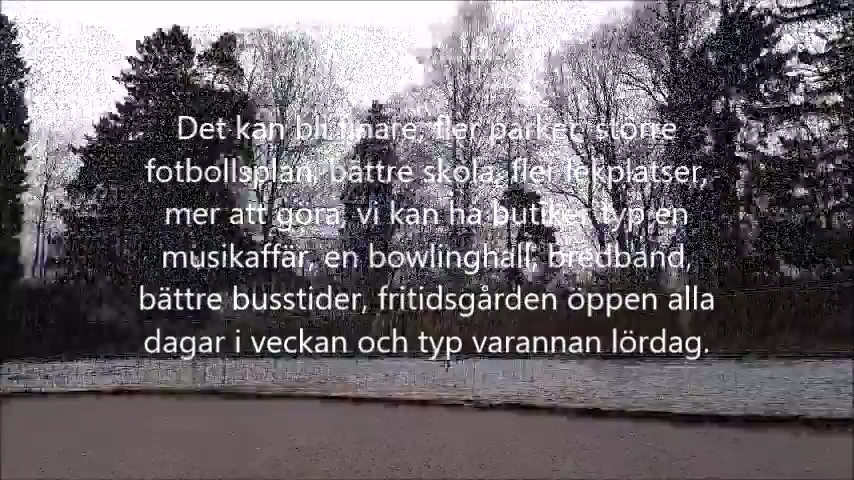 Det kan bli finare, fler parker, större
fotbollsplan, bättre skola, fler lekplatser,
mer att göra, vi kan ha butiker typ en
musikaffär, en bowlinghall, bredband,
bättre busstider, fritidsgården öppen alla
dagar i veckan och typ varannan lördag.